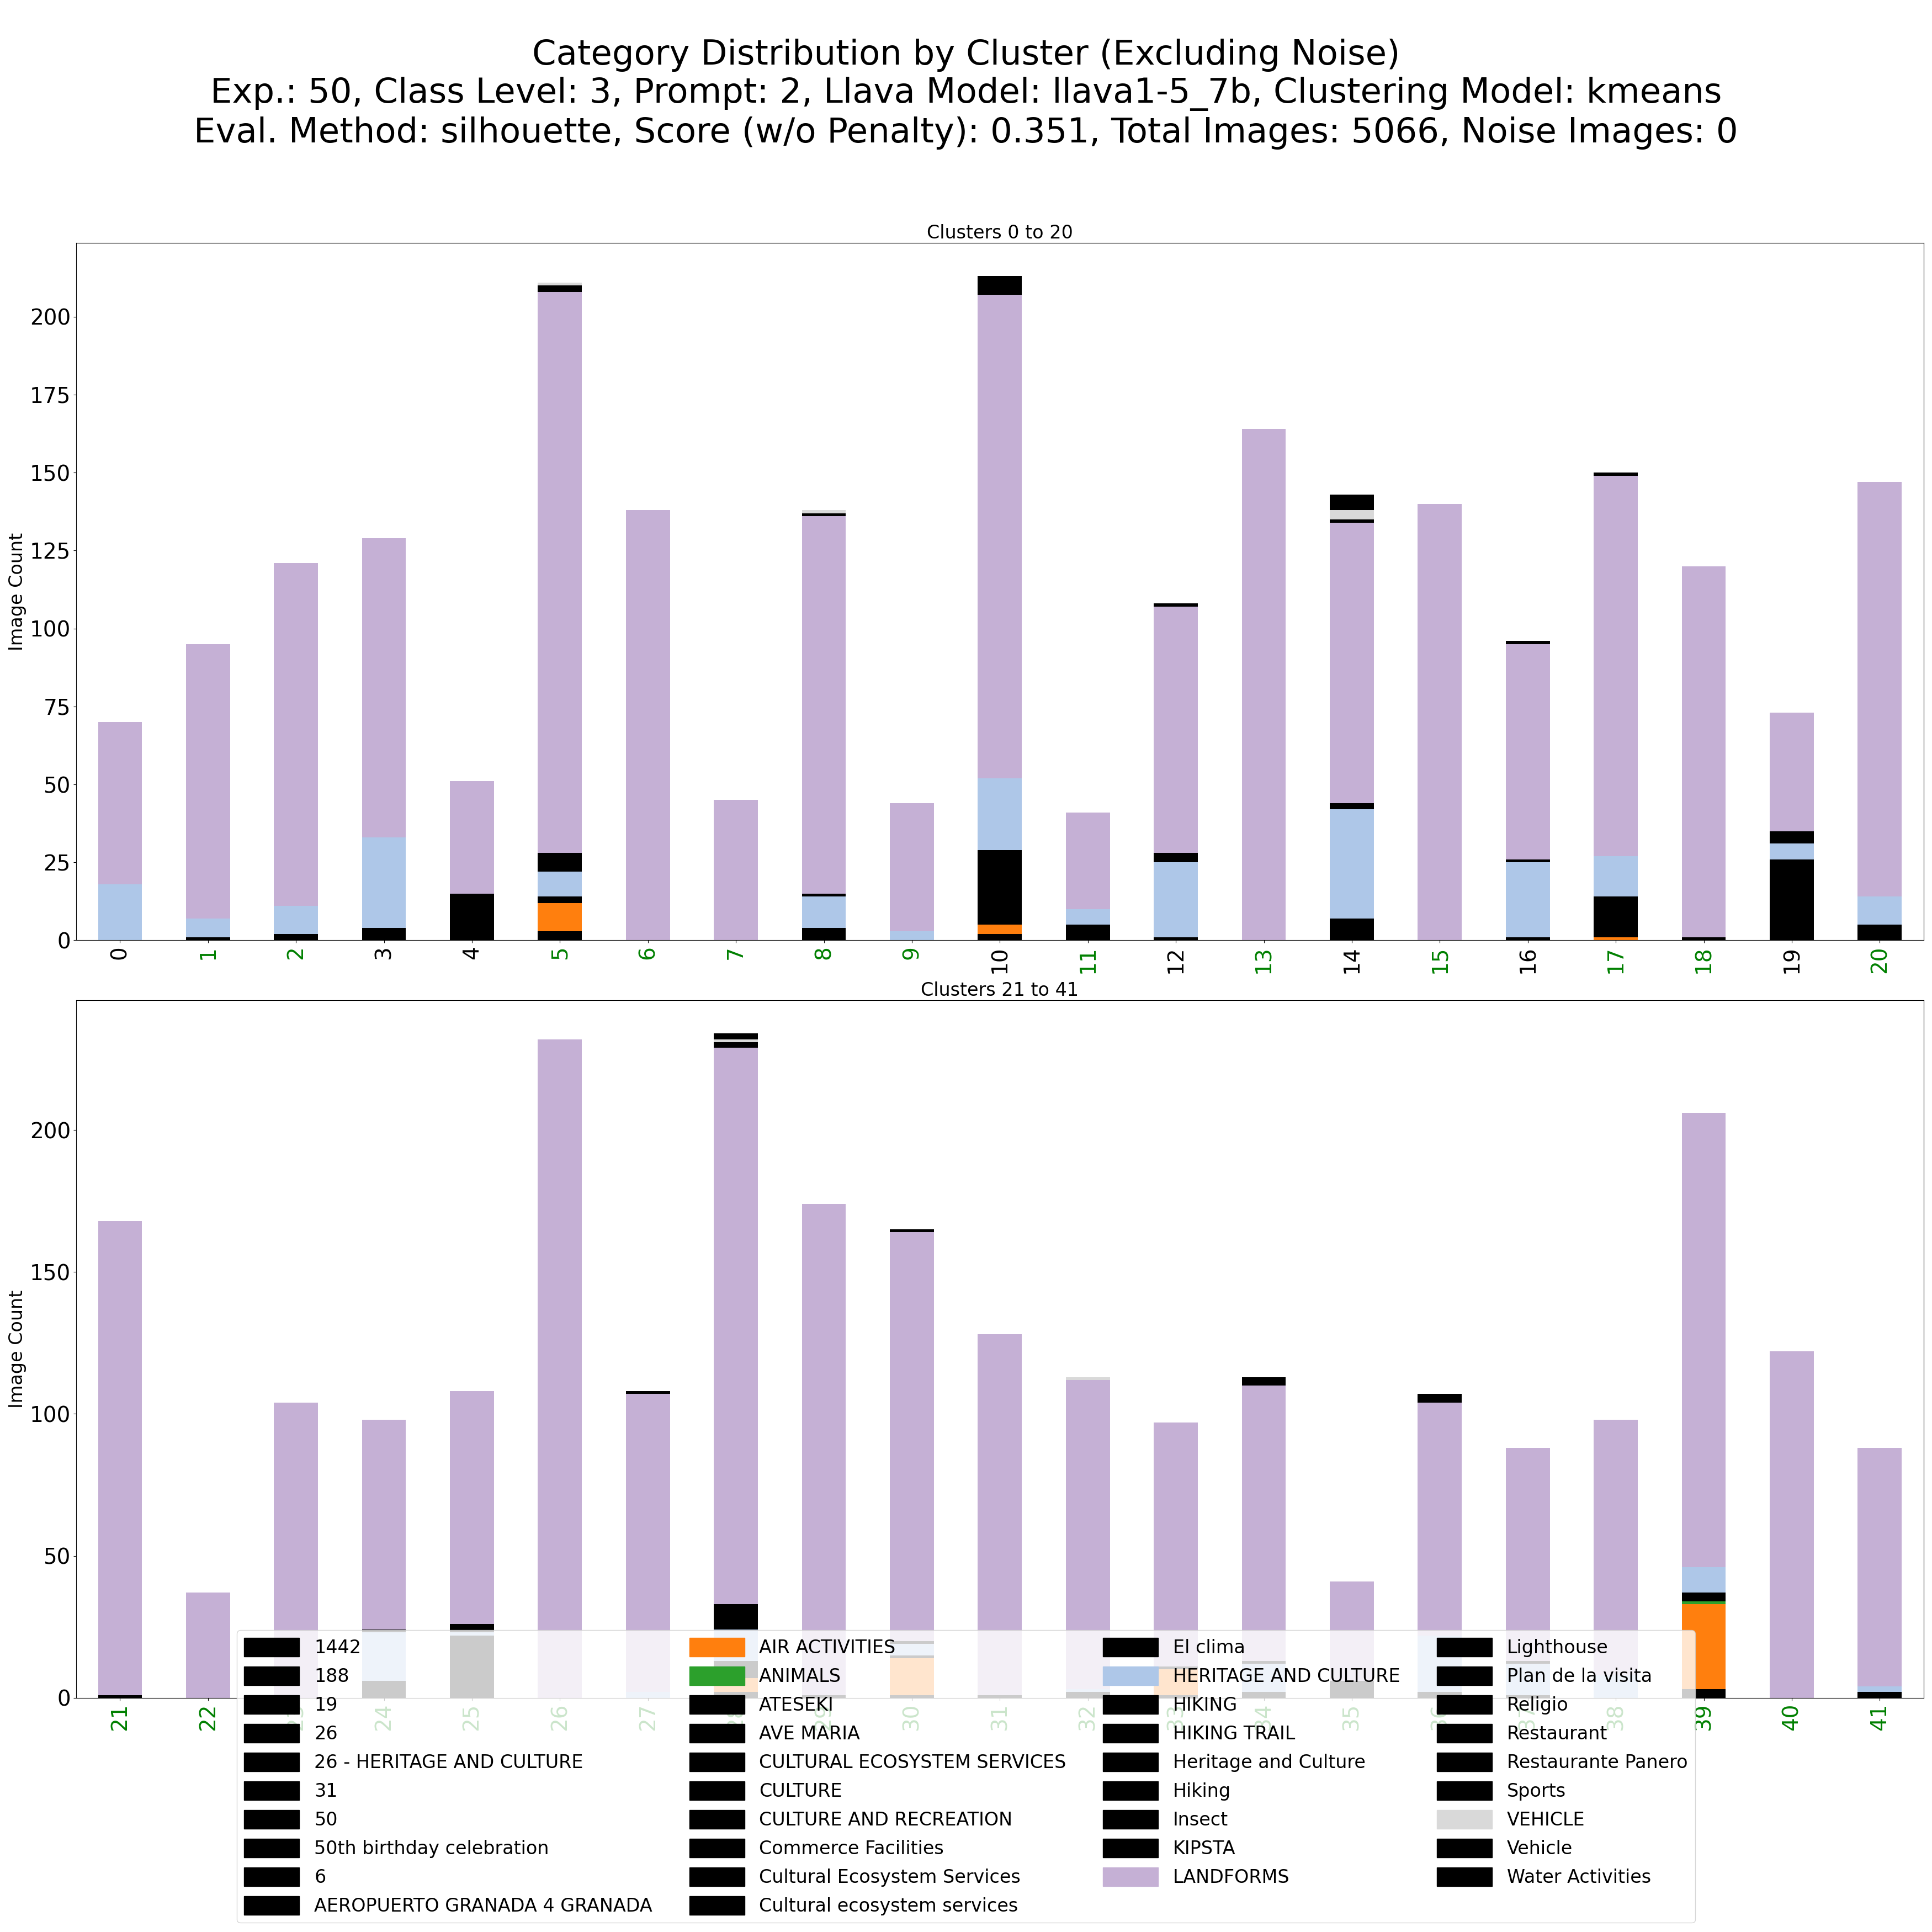 Category Distribution by Cluster (Excluding Noise)
Exp.: 50, Class Level: 3, Prompt: 2, Llava Model: llava1-5_7b, Clustering Model: kmeans
Eval. Method: silhouette, Score (w/o Penalty): 0.351, Total Images: 5066, Noise Images: 0
Clusters 0 to 20
Image Count
200
175
150
125
100
75
50
25
0
0 1 2 3 4 5 6 7 8 9 10 11 12 13 14 15 16 17 18 19 20
Clusters 21 to 41
Image Count
200
150
100
50
0
21 22 23 24 25 26 27 28 29 30 31 32 33 34 35 36 37 38 39 40 41
1442
188
19
26
26 - HERITAGE AND CULTURE
31
50
50th birthday celebration
6
AEROPUERTO GRANADA 4 GRANADA
AIR ACTIVITIES
ANIMALS
ATESEKI
AVE MARIA
CULTURAL ECOSYSTEM SERVICES
CULTURE
CULTURE AND RECREATION
Commerce Facilities
Cultural Ecosystem Services
Cultural ecosystem services
El clima
HERITAGE AND CULTURE
HIKING
HIKING TRAIL
Heritage and Culture
Hiking
Insect
KIPSTA
LANDFORMS
Lighthouse
Plan de la visita
Religio
Restaurant
Restaurante Panero
Sports
VEHICLE
Vehicle
Water Activities